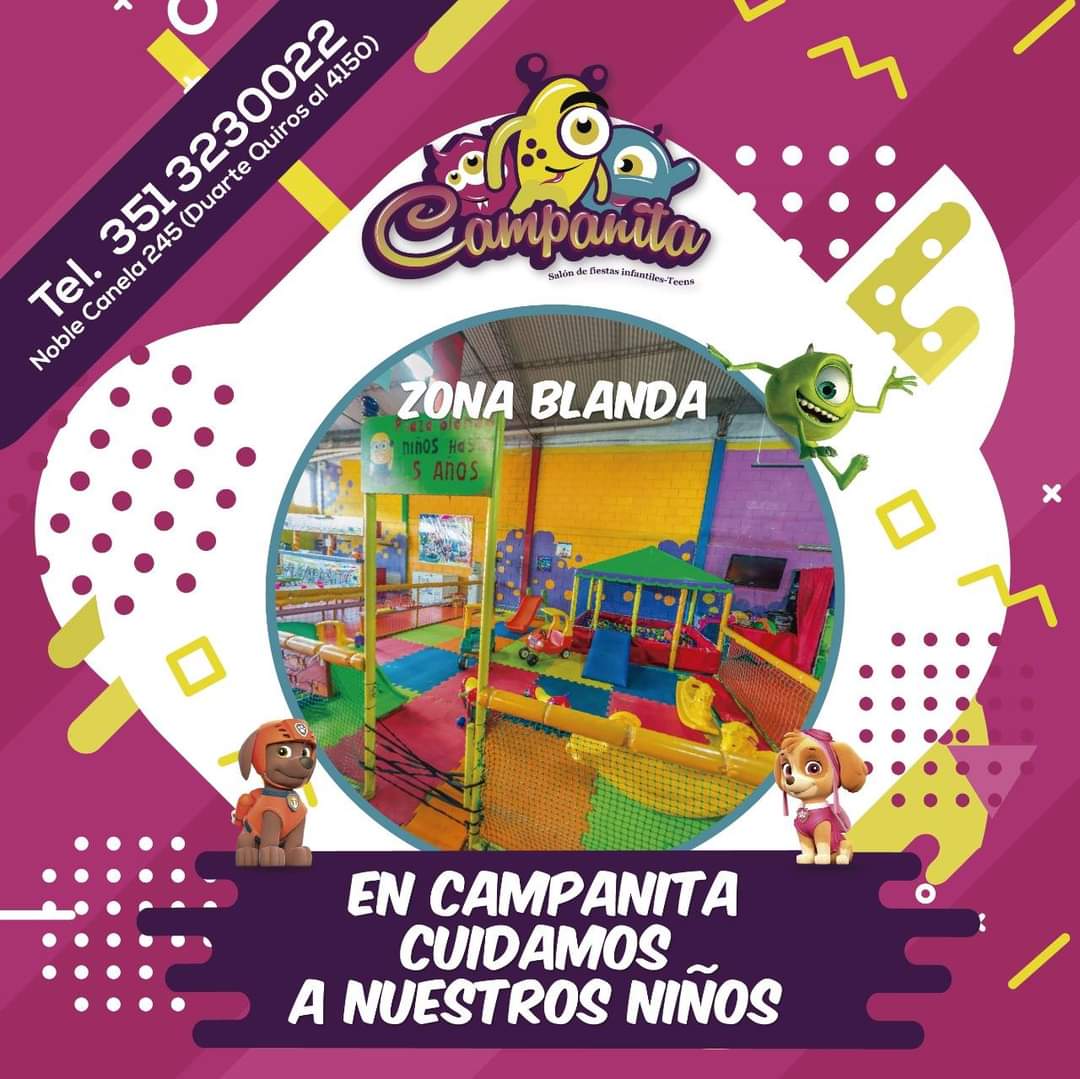 Tel. 351 3230022
Noble Canela 245 (Duarte Quiros al 4150)
Campanita
Salón de fiestas infantiles-Teens
ZONA BLANDA
niños Has
5 AÑOS
EN CAMPANITA
CUIDAMOS
A NUESTROS NIÑOS